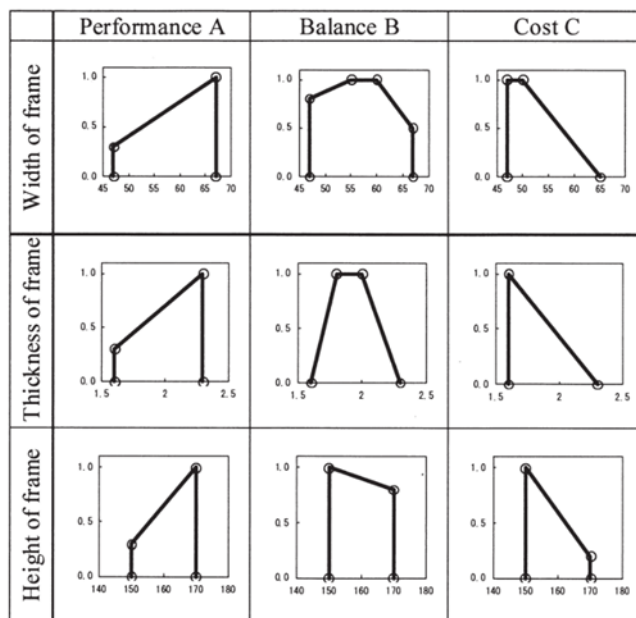 Performance A Balance B Cost C
Width of frame
1.0 1.0 1.0
0.5 0.5 0.5
0.0 0.0 0.0
45 50 55 60 65 70 45 50 55 60 65 70 45 50 55 60 65 70
Thickness of frame
1.0 1.0 1.0
0.5 0.5 0.5
0.0 0.0 0.0
1.5 2 2.5 1.5 2 2.5 1.5 2 2.5
Height of frame
1.0 1.0 1.0
0.5 0.5 0.5
0.0 0.0 0.0
140 150 160 170 180 140 150 160 170 180 140 150 160 170 180